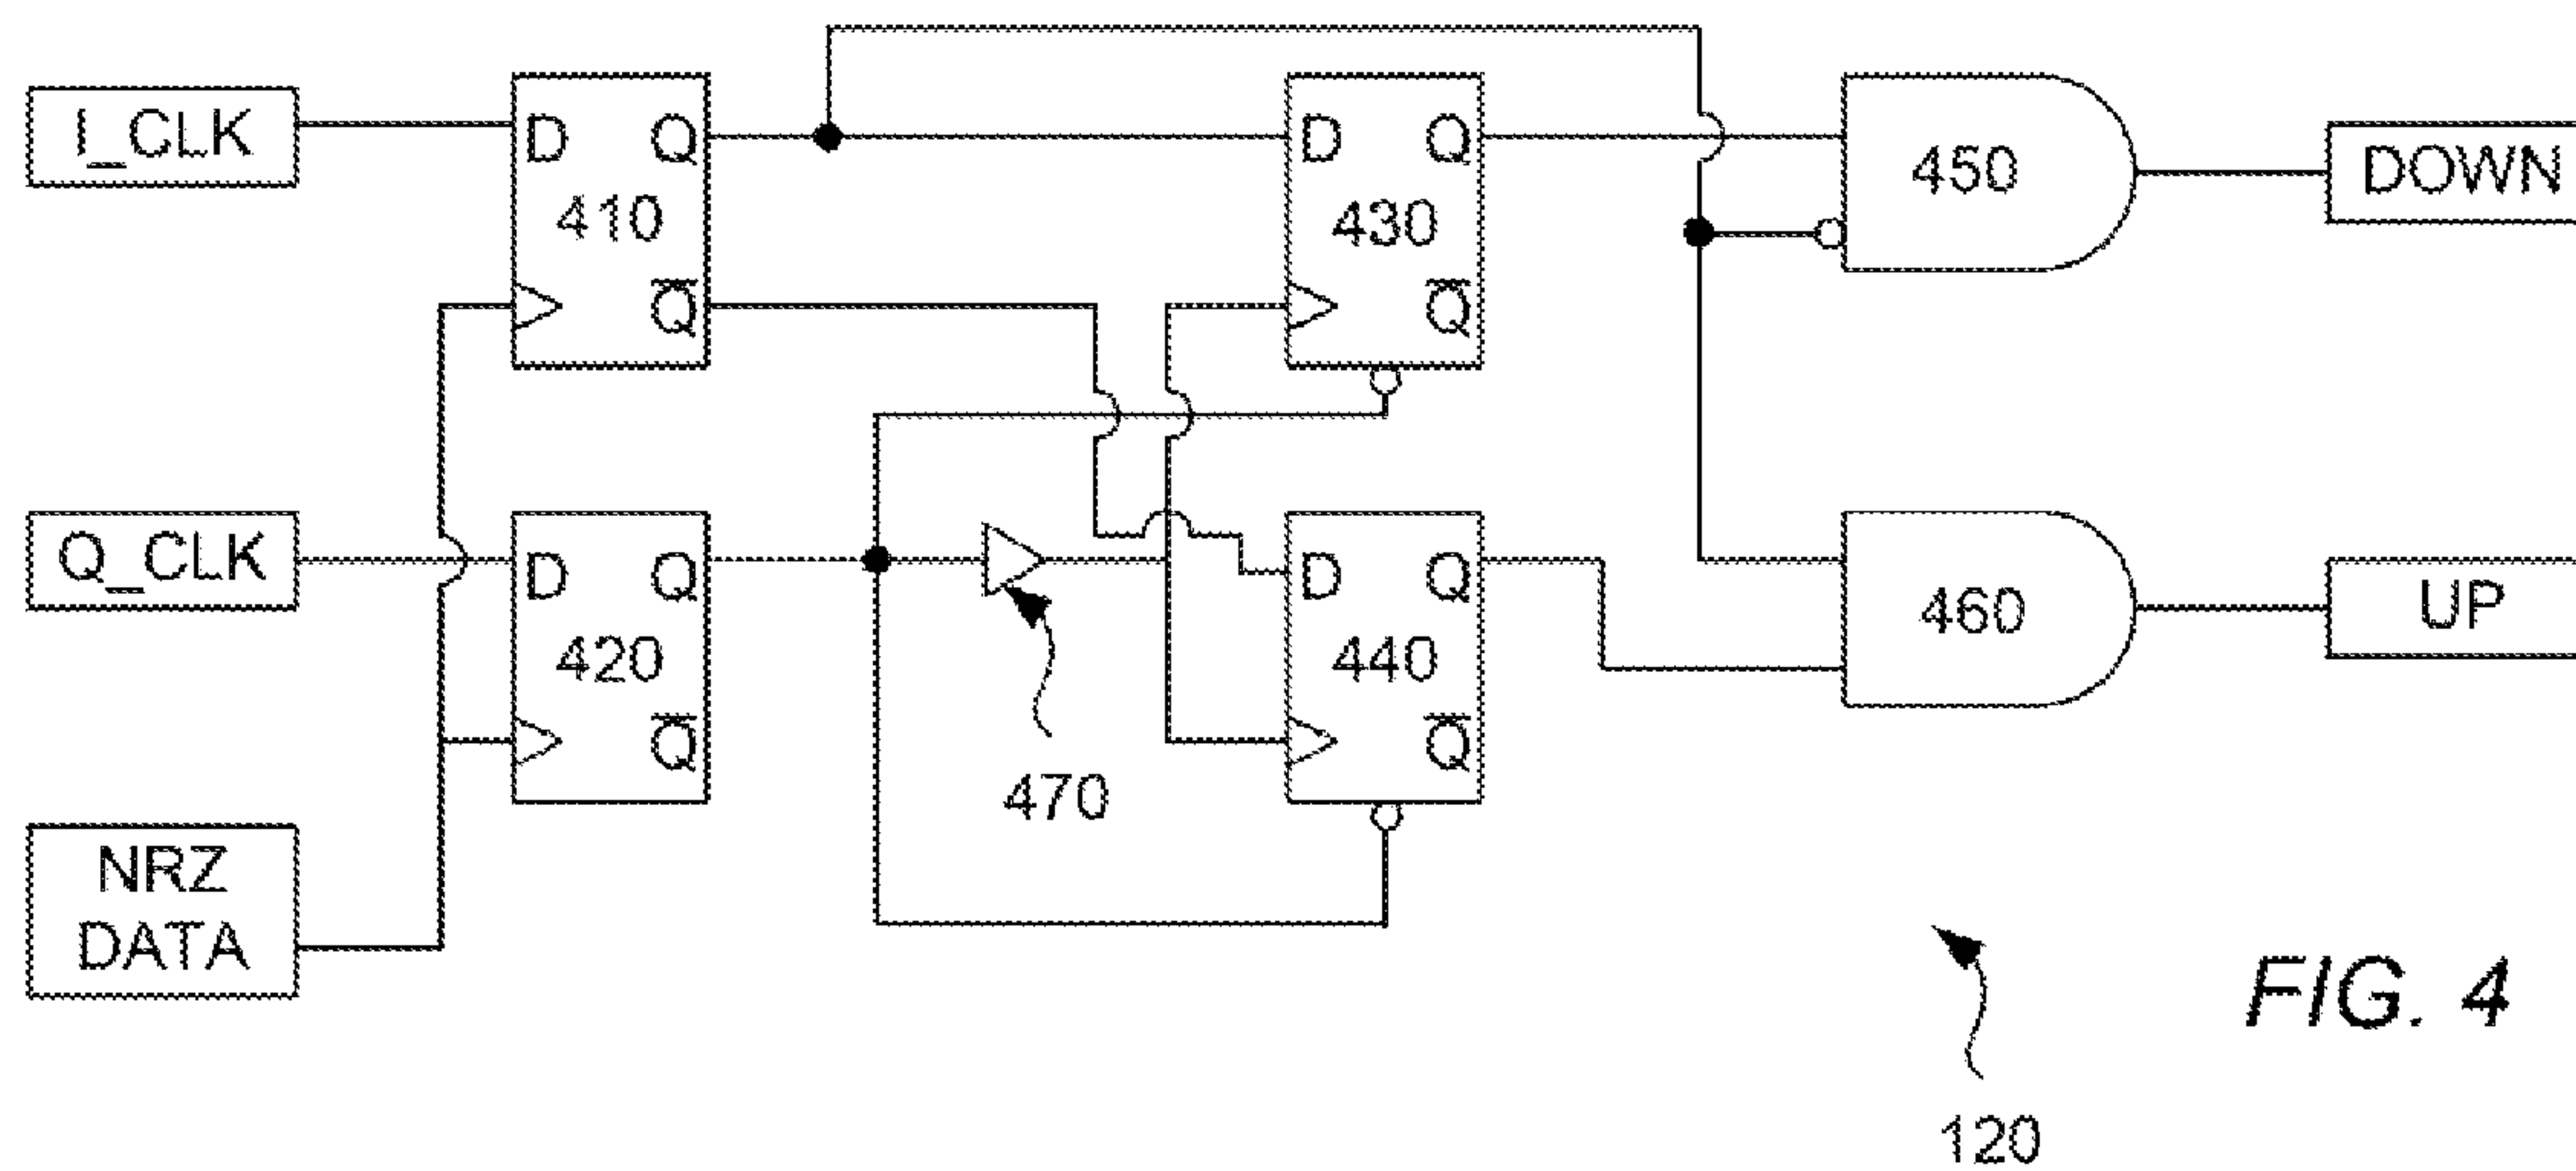 I_CLK
D Q
410
Q̅
D Q
430
Q̅
450
DOWN
Q_CLK
D Q
420
Q̅
470
D Q
440
Q̅
460
UP
NRZ
DATA
120
FIG. 4